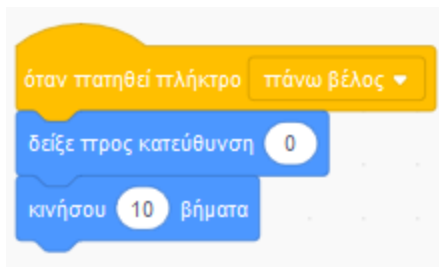 όταν πατηθεί πλήκτρο πάνω βέλος
δείξε προς κατεύθυνση 0
κινήσου 10 βήματα